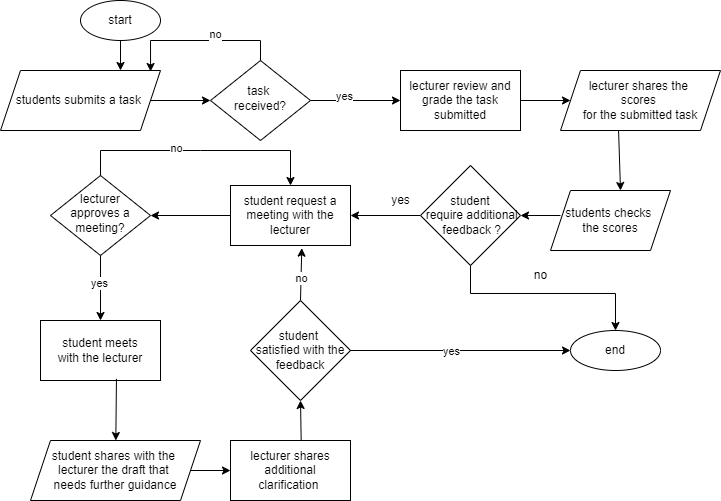 start
no
students submits a task
task
received?
yes
lecturer review and
grade the task
submitted
lecturer shares the
scores
for the submitted task
no
lecturer
approves a
meeting?
student request a
meeting with the
lecturer
yes
student
require additional
feedback ?
students checks
the scores
yes
no
no
student meets
with the lecturer
student
satisfied with the
feedback
yes
end
student shares with the
lecturer the draft that
needs further guidance
lecturer shares
additional
clarification